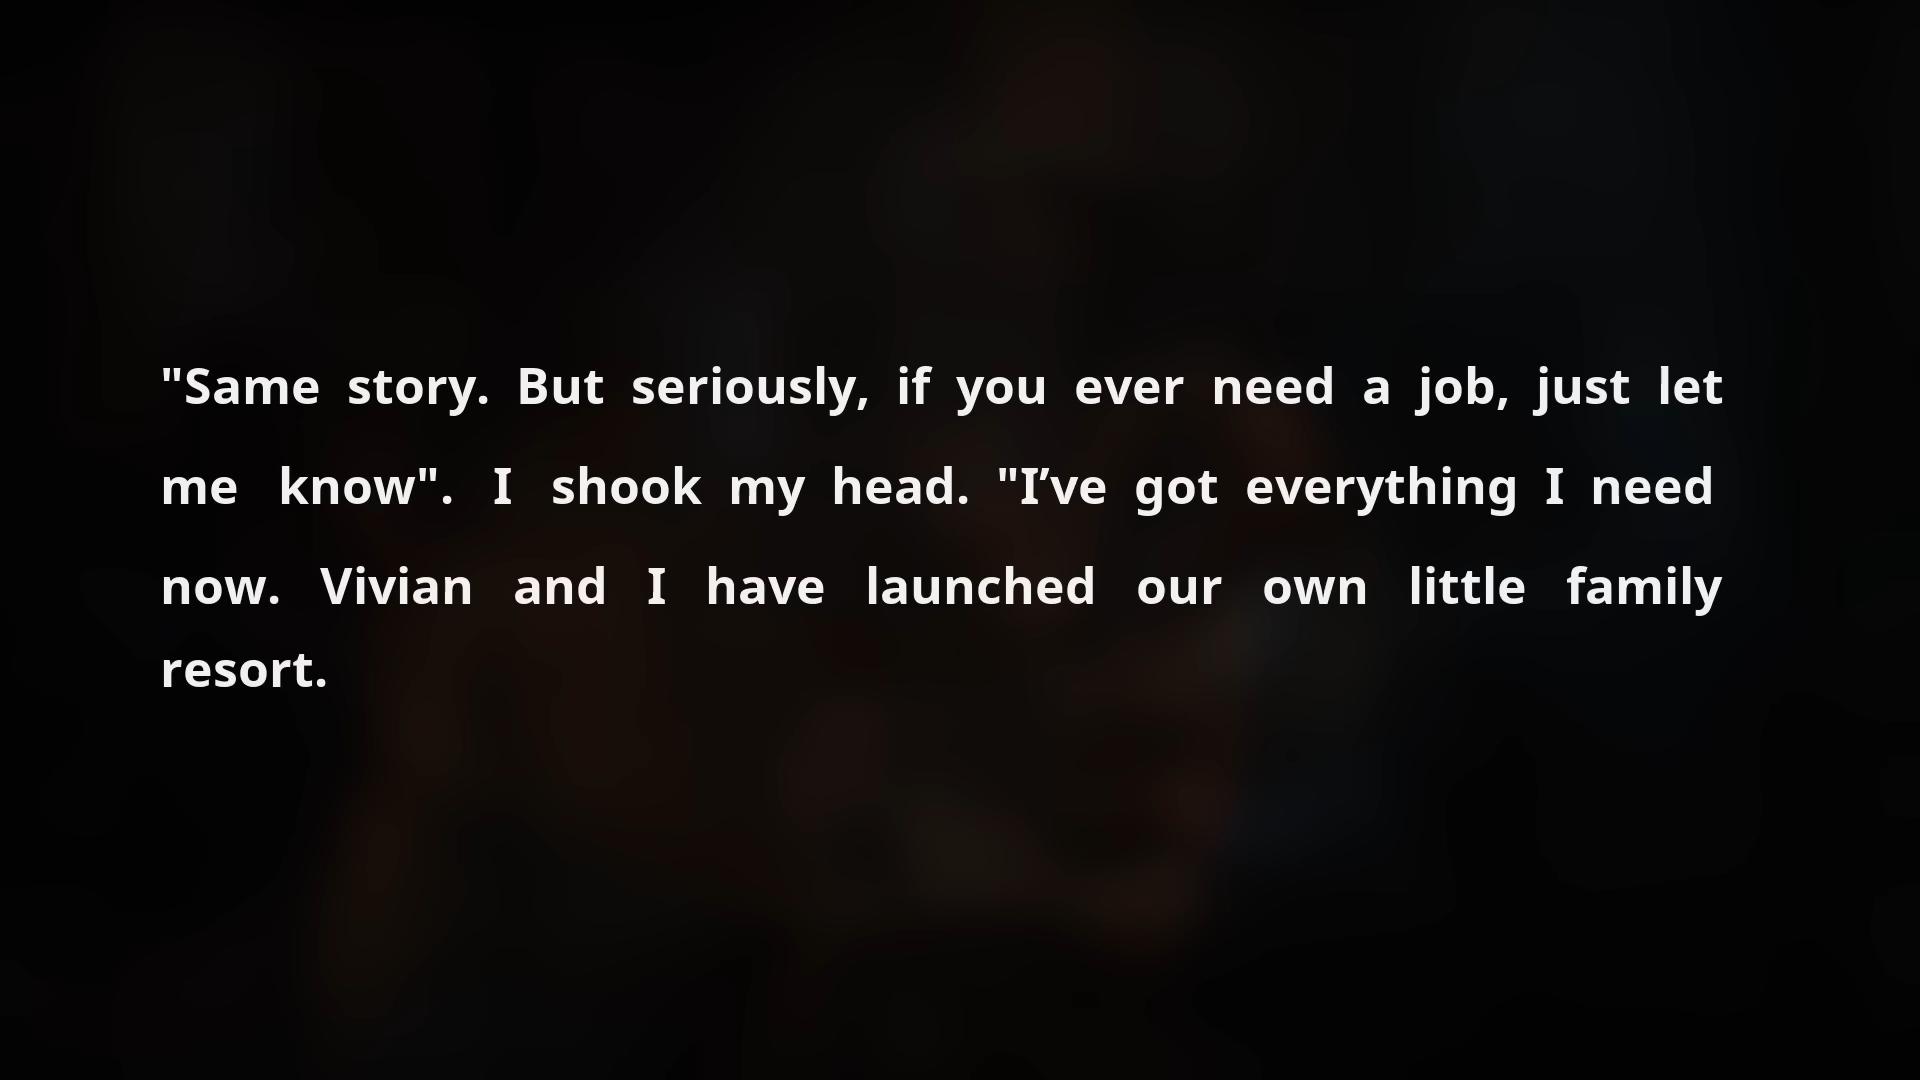 "Same story. But seriously, if you ever need a job, just let
me know". I shook my head. "I’ve got everything I need
now. Vivian and I have launched our own little family
resort.